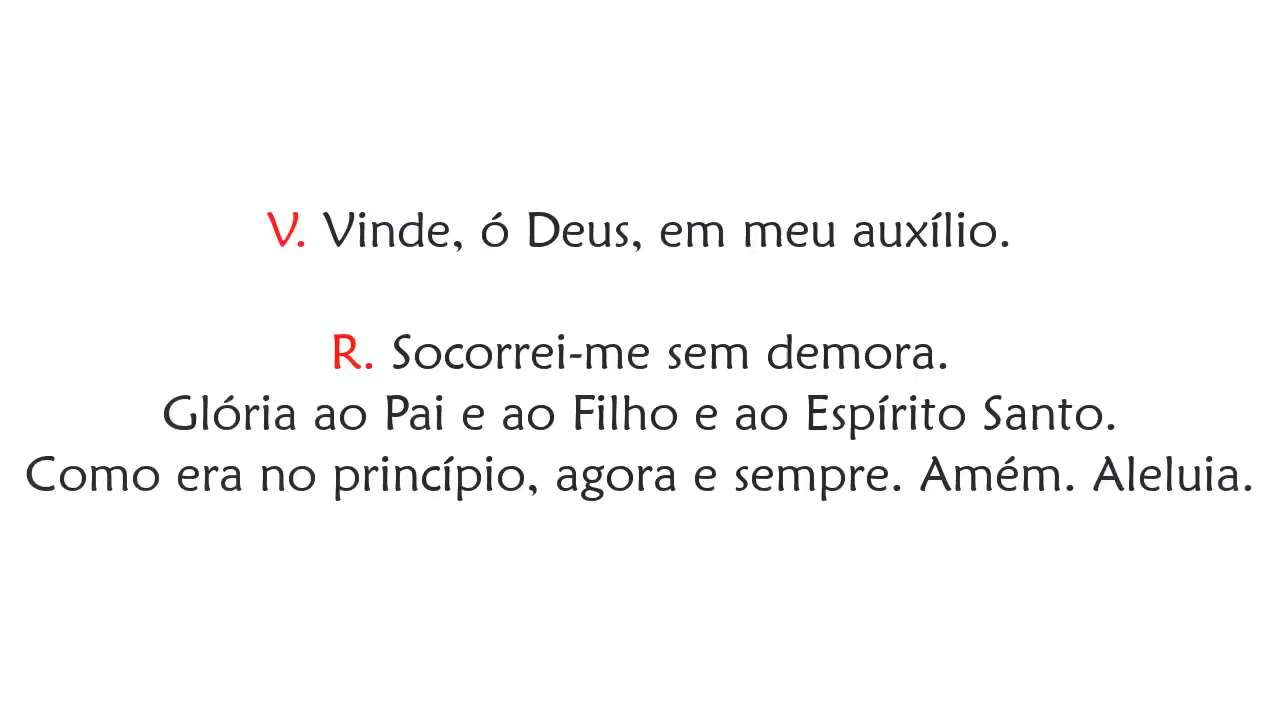 V. Vinde, ó Deus, em meu auxílio.
R. Socorrei-me sem demora.
Glória ao Pai e ao Filho e ao Espírito Santo.
Como era no princípio, agora e sempre. Amém. Aleluia.